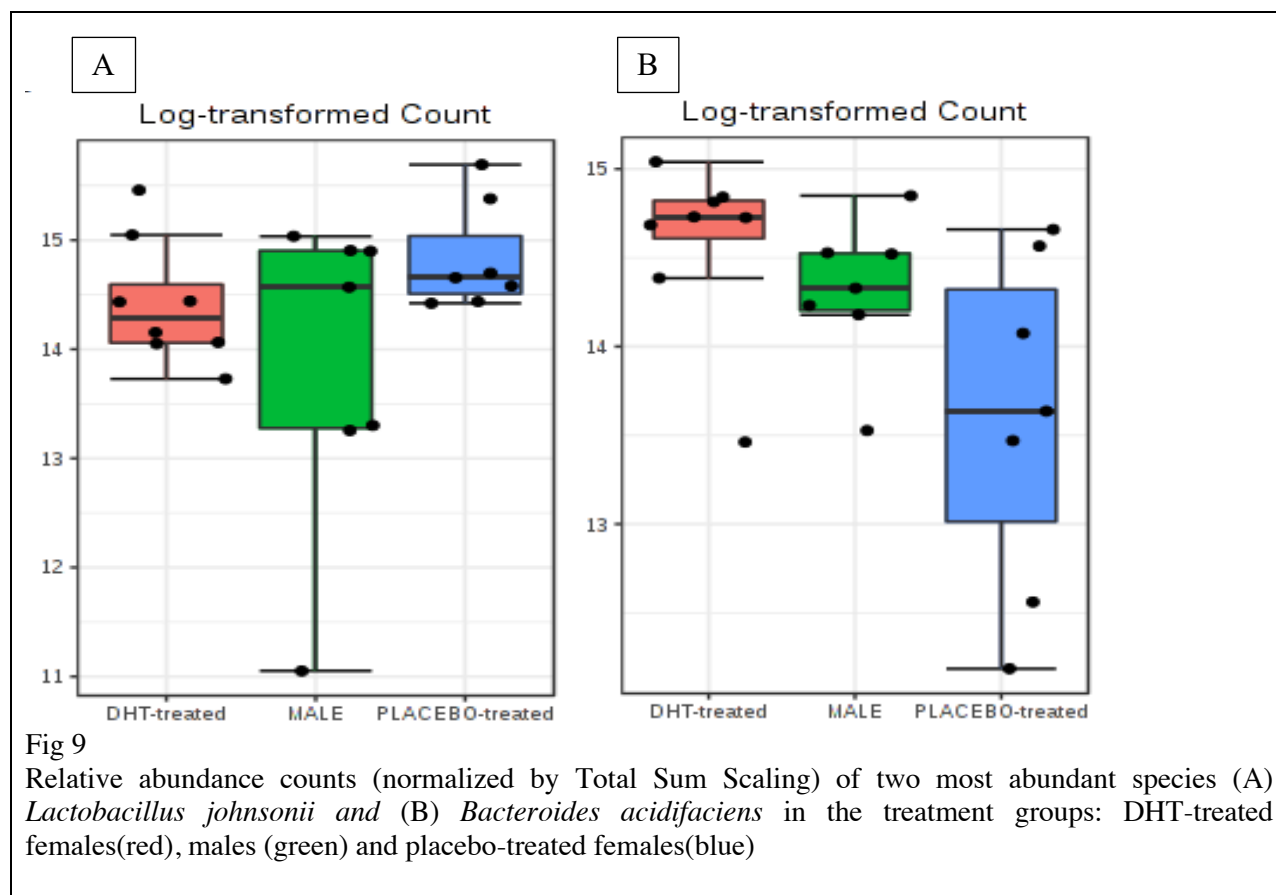 A
B
Log-transformed Count
Log-transformed Count
15
14
13
12
11
15
14
13
DHT-treated MALE PLACEBO-treated
DHT-treated MALE PLACEBO-treated
Fig 9
Relative abundance counts (normalized by Total Sum Scaling) of two most abundant species (A)
Lactobacillus johnsonii and (B) Bacteroides acidifaciens in the treatment groups: DHT-treated
females(red), males (green) and placebo-treated females(blue)